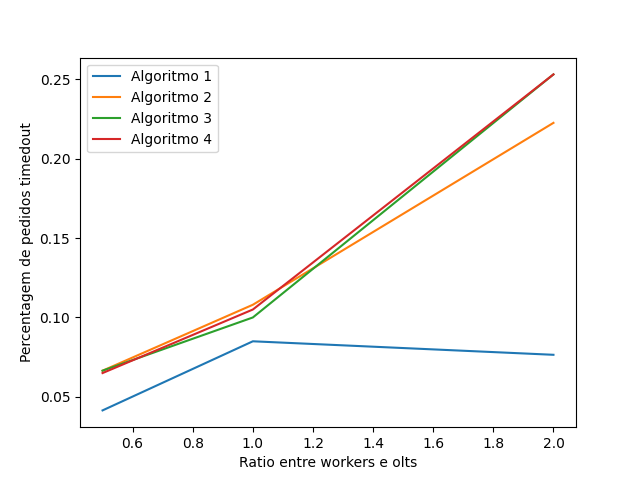 Algoritmo 1
Algoritmo 2
Algoritmo 3
Algoritmo 4
Percentagem de pedidos timedout
0.25
0.20
0.15
0.10
0.05
0.6 0.8 1.0 1.2 1.4 1.6 1.8 2.0
Ratio entre workers e olts